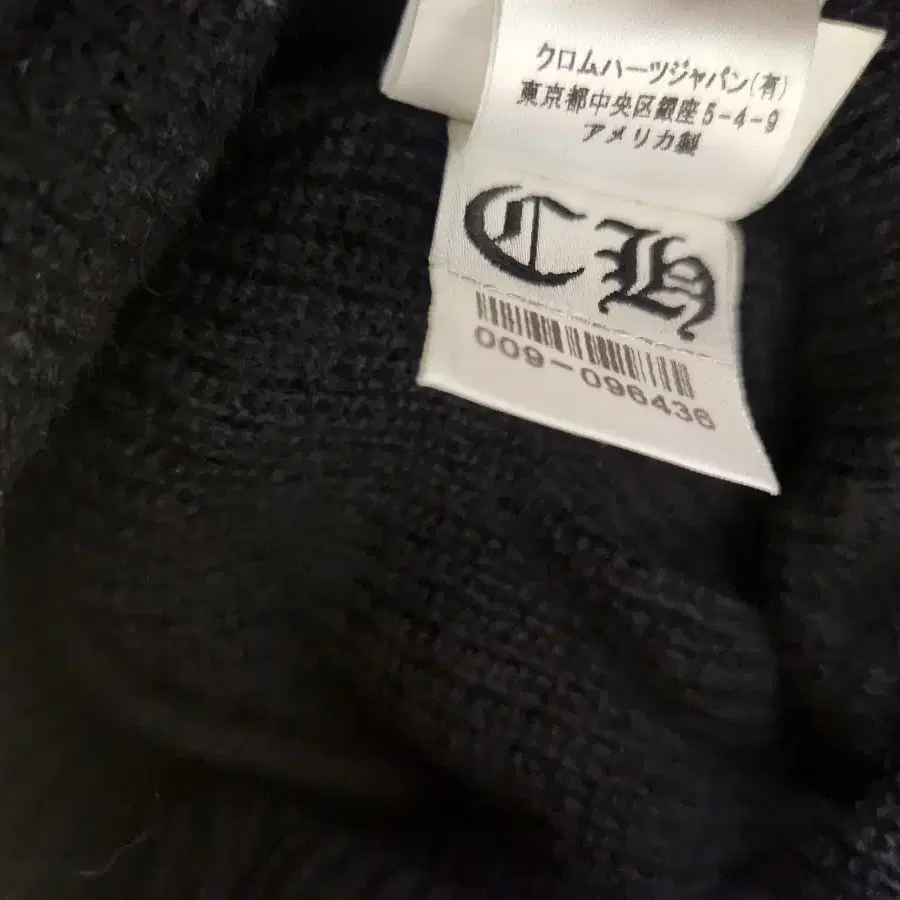 クロムハーツジャパン(有)
東京都中央区銀座5-4-9
アメリカ製
CH
009-096436